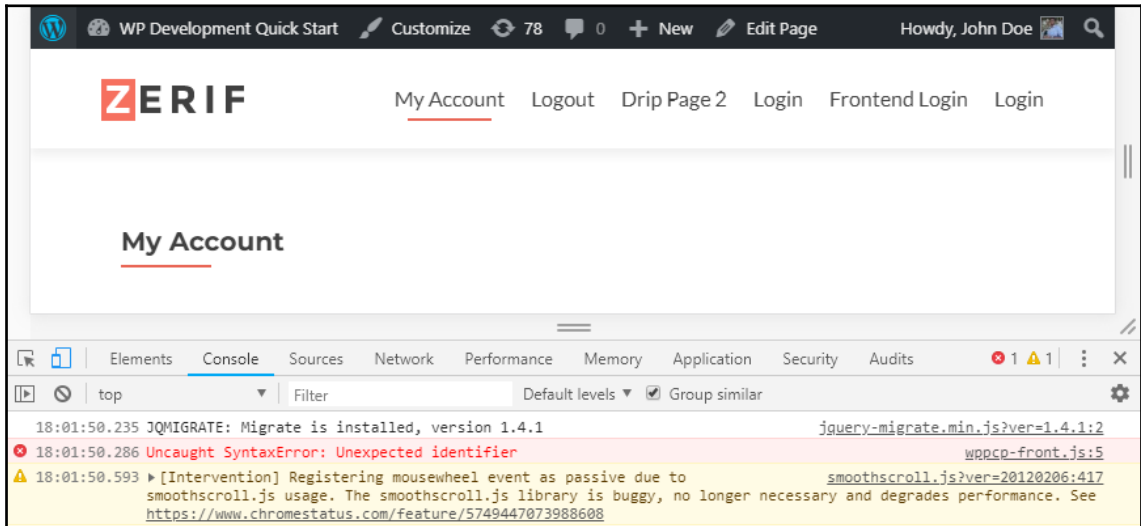 WP Development Quick Start Customize 78 0 New Edit Page Howdy, John Doe
ZERIF My Account Logout Drip Page 2 Login Frontend Login Login
My Account
Elements Console Sources Network Performance Memory Application Security Audits 1 1
top Filter Default levels Group similar
18:01:50.235 JQMIGRATE: Migrate is installed, version 1.4.1 jquery-migrate.min.js?ver=1.4.1:2
18:01:50.286 Uncaught SyntaxError: Unexpected identifier wppcp-front.js:5
18:01:50.593 [Intervention] Registering mousewheel event as passive due to smoothscroll.js?ver=20120206:417
smoothscroll.js usage. The smoothscroll.js library is buggy, no longer necessary and degrades performance. See
https://www.chromestatus.com/feature/5749447073988608